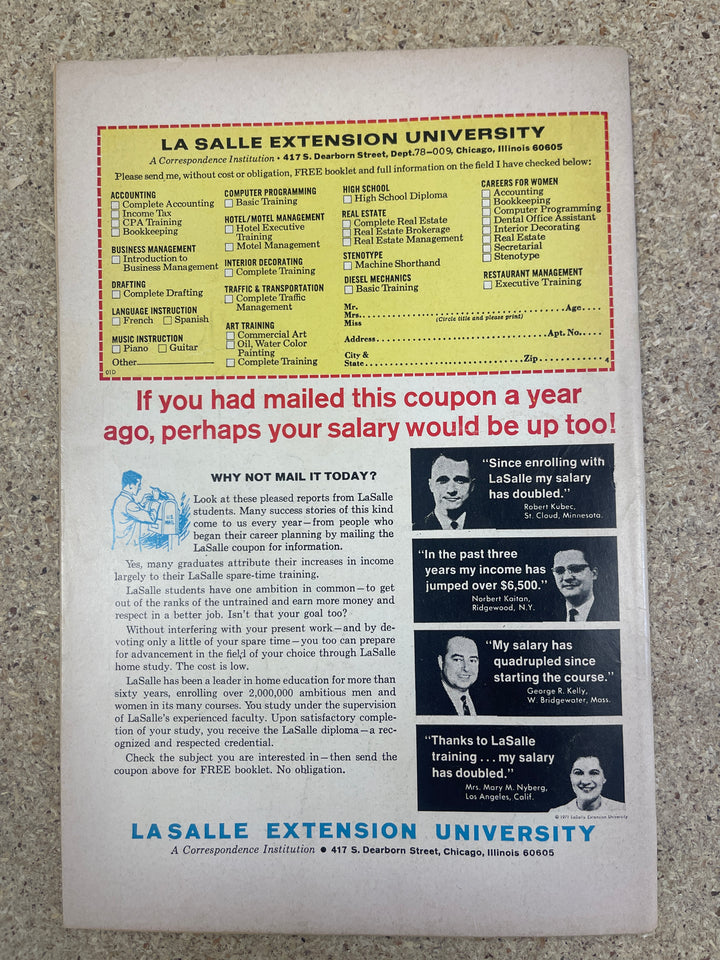 LA SALLE EXTENSION UNIVERSITY
A Correspondence Institution • 417 S. Dearborn Street, Dept. 78-009, Chicago, Illinois 60605
Please send me, without cost or obligation, FREE booklet and full information on the field I have checked below:
ACCOUNTING
Complete Accounting
Income Tax
CPA Training
Bookkeeping
BUSINESS MANAGEMENT
Introduction to
Business Management
DRAFTING
Complete Drafting
LANGUAGE INSTRUCTION
French Spanish
MUSIC INSTRUCTION
Piano Guitar
Other
01D
COMPUTER PROGRAMMING
Basic Training
HOTEL/MOTEL MANAGEMENT
Hotel Executive
Training
Motel Management
INTERIOR DECORATING
Complete Training
TRAFFIC & TRANSPORTATION
Complete Traffic
Management
ART TRAINING
Commercial Art
Oil, Water Color
Painting
Complete Training
HIGH SCHOOL
High School Diploma
REAL ESTATE
Complete Real Estate
Real Estate Brokerage
Real Estate Management
STENOTYPE
Machine Shorthand
DIESEL MECHANICS
Basic Training
CAREERS FOR WOMEN
Accounting
Bookkeeping
Computer Programming
Dental Office Assistant
Interior Decorating
Real Estate
Secretarial
Stenotype
RESTAURANT MANAGEMENT
Executive Training
Mr.
Mrs. Age
Miss (Circle title and please print)
Address Apt. No.
City &
State Zip 4
If you had mailed this coupon a year
ago, perhaps your salary would be up too!
WHY NOT MAIL IT TODAY?
MAIL
Look at these pleased reports from LaSalle
students. Many success stories of this kind
come to us every year—from people who
began their career planning by mailing the
LaSalle coupon for information.
Yes, many graduates attribute their increases in income
largely to their LaSalle spare-time training.
LaSalle students have one ambition in common—to get
out of the ranks of the untrained and earn more money and
respect in a better job. Isn't that your goal too?
Without interfering with your present work—and by de-
voting only a little of your spare time—you too can prepare
for advancement in the field of your choice through LaSalle
home study. The cost is low.
LaSalle has been a leader in home education for more than
sixty years, enrolling over 2,000,000 ambitious men and
women in its many courses. You study under the supervision
of LaSalle's experienced faculty. Upon satisfactory comple-
tion of your study, you receive the LaSalle diploma—a re-
cognized and respected credential.
Check the subject you are interested in—then send the
coupon above for FREE booklet. No obligation.
"Since enrolling with
LaSalle my salary
has doubled."
Robert Kubec,
St. Cloud, Minnesota.
"In the past three
years my income has
jumped over $6,500."
Norbert Kaitan,
Ridgewood, N.Y.
"My salary has
quadrupled since
starting the course."
George R. Kelly,
W. Bridgewater, Mass.
"Thanks to LaSalle
training . . . my salary
has doubled."
Mrs. Mary M. Nyberg,
Los Angeles, Calif.
© 1971 LaSalle Extension University
LA SALLE EXTENSION UNIVERSITY
A Correspondence Institution • 417 S. Dearborn Street, Chicago, Illinois 60605